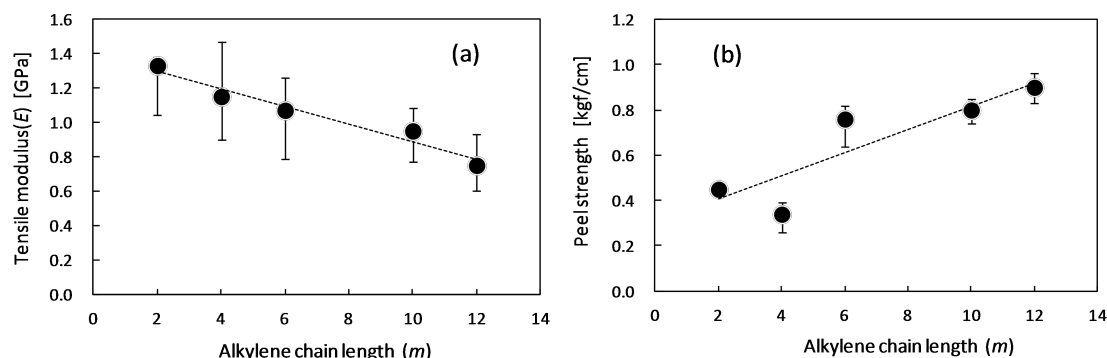 (a)
Tensile modulus(E) [GPa]
1.6
1.4
1.2
1.0
0.8
0.6
0.4
0.2
0.0
0 2 4 6 8 10 12 14
Alkylene chain length (m)
(b)
Peel strength [kgf/cm]
1.2
1.0
0.8
0.6
0.4
0.2
0.0
0 2 4 6 8 10 12 14
Alkylene chain length (m)